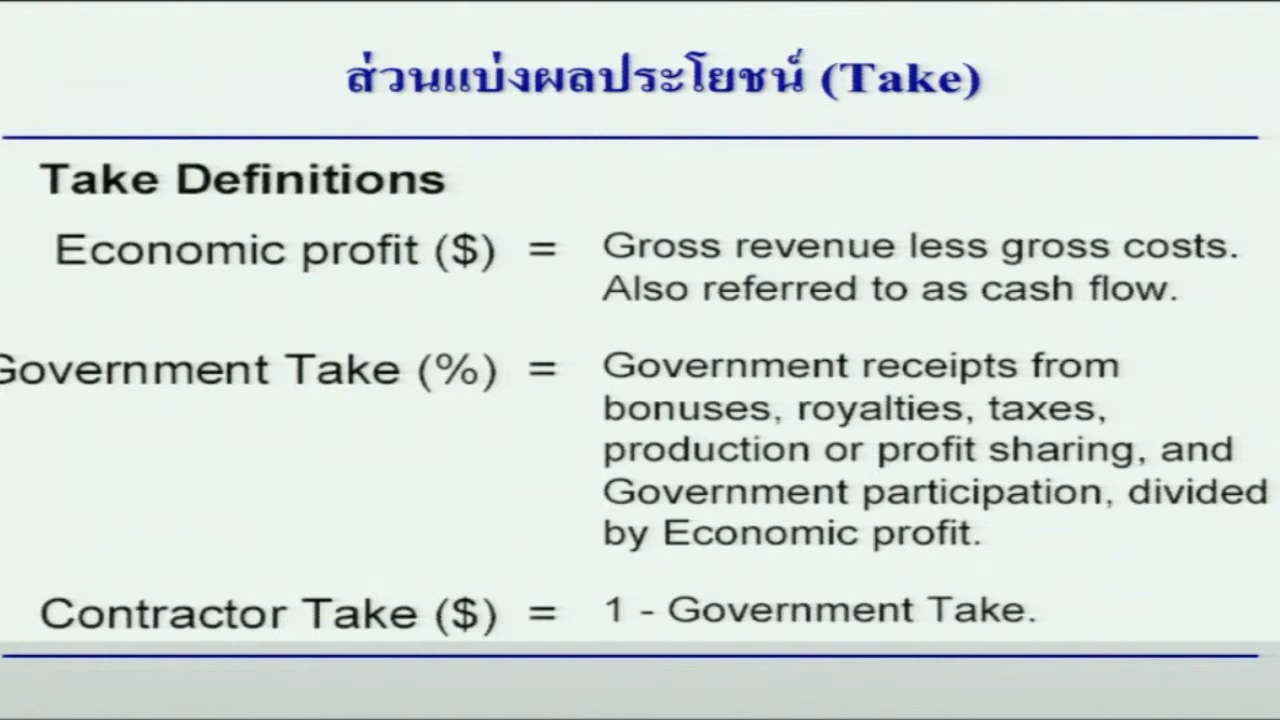 ส่วนแบ่งผลประโยชน์ (Take)
Take Definitions
Economic profit ($) = Gross revenue less gross costs.
Also referred to as cash flow.
Government Take (%) = Government receipts from
bonuses, royalties, taxes,
production or profit sharing, and
Government participation, divided
by Economic profit.
Contractor Take ($) = 1 - Government Take.